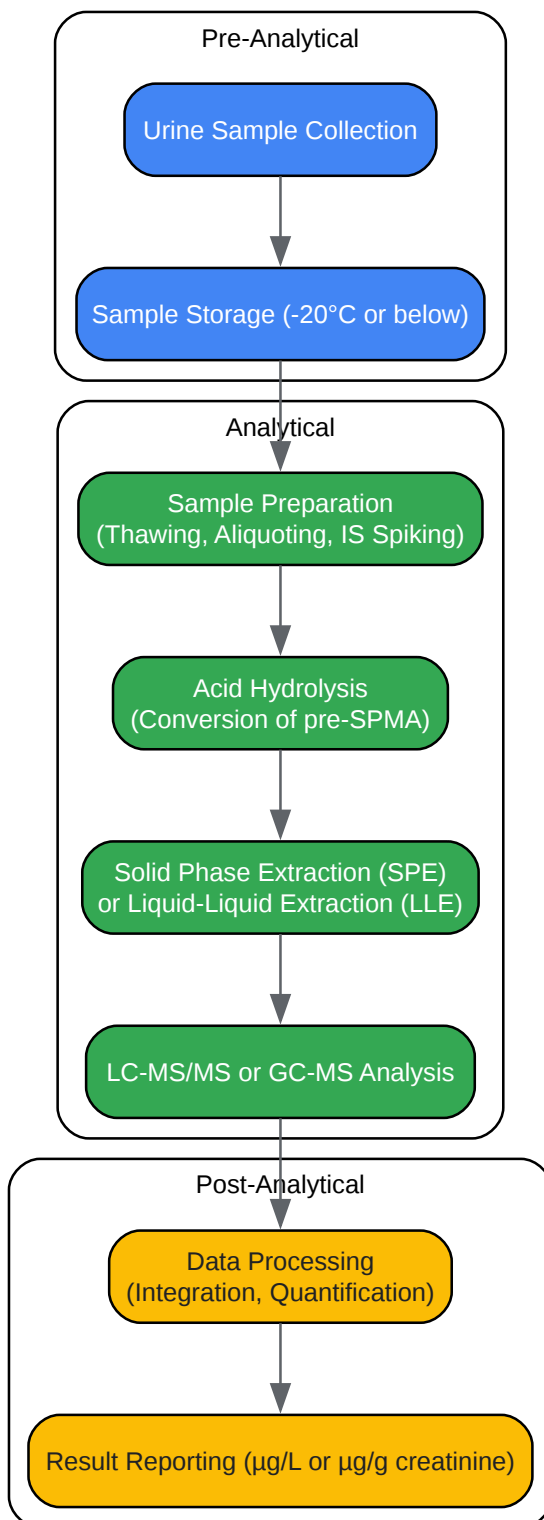 Pre-Analytical
Urine Sample Collection
Sample Storage (-20°C or below)
Analytical
Sample Preparation
(Thawing, Aliquoting, IS Spiking)
Acid Hydrolysis
(Conversion of pre-SPMA)
Solid Phase Extraction (SPE)
or Liquid-Liquid Extraction (LLE)
LC-MS/MS or GC-MS Analysis
Post-Analytical
Data Processing
(Integration, Quantification)
Result Reporting (µg/L or µg/g creatinine)